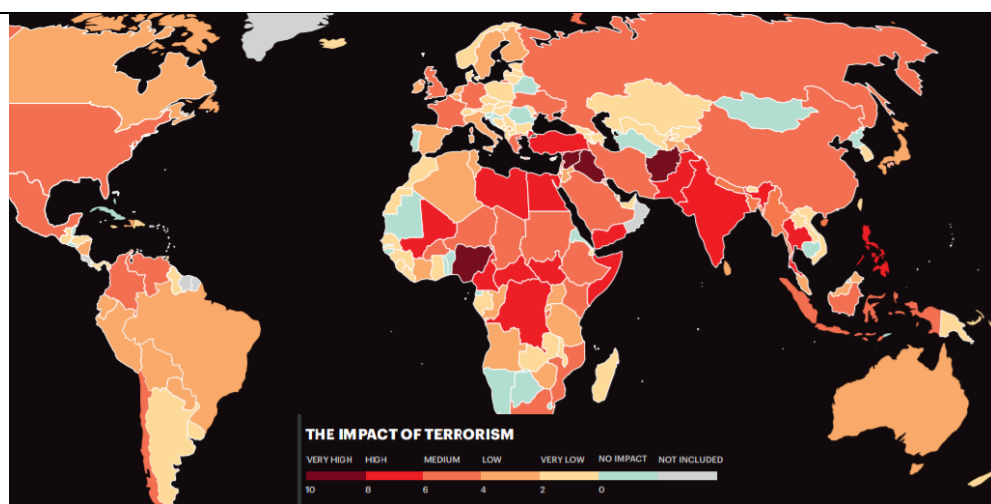 THE IMPACT OF TERRORISM
VERY HIGH HIGH MEDIUM LOW VERY LOW NO IMPACT NOT INCLUDED
10 8 6 4 2 0